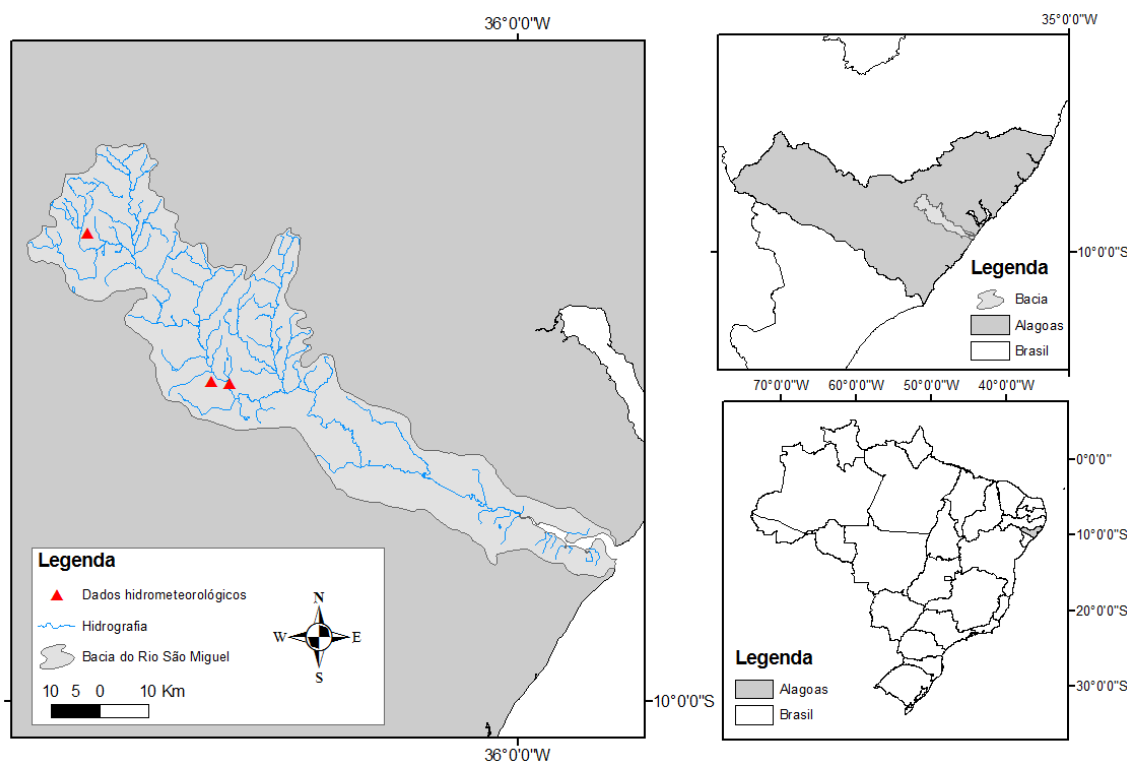 36°0'0"W
Legenda
Dados hidrometeorológicos
Hidrografia
Bacia do Rio São Miguel
10 5 0 10 Km
N
W E
S
10°0'0"S
36°0'0"W
35°0'0"W
10°0'0"S
Legenda
Bacia
Alagoas
Brasil
70°0'0"W 60°0'0"W 50°0'0"W 40°0'0"W
0°0'0"
10°0'0"S
20°0'0"S
30°0'0"S
Legenda
Alagoas
Brasil